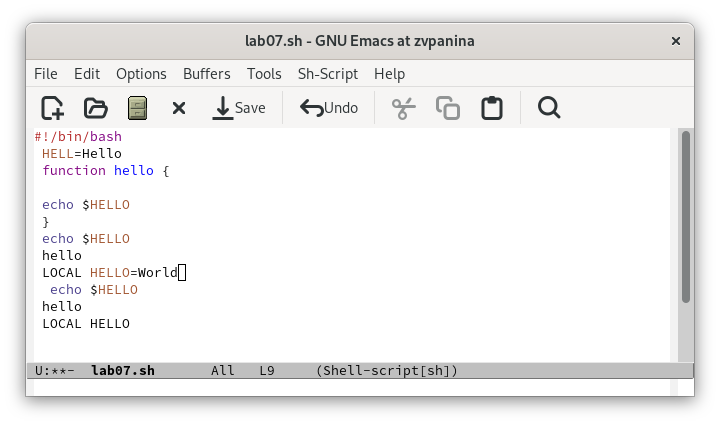 lab07.sh - GNU Emacs at zvpanina
File Edit Options Buffers Tools Sh-Script Help
Save Undo
#!/bin/bash
HELL=Hello
function hello {
echo $HELLO
}
echo $HELLO
hello
LOCAL HELLO=World
echo $HELLO
hello
LOCAL HELLO
U:**- lab07.sh All L9 (Shell-script[sh])